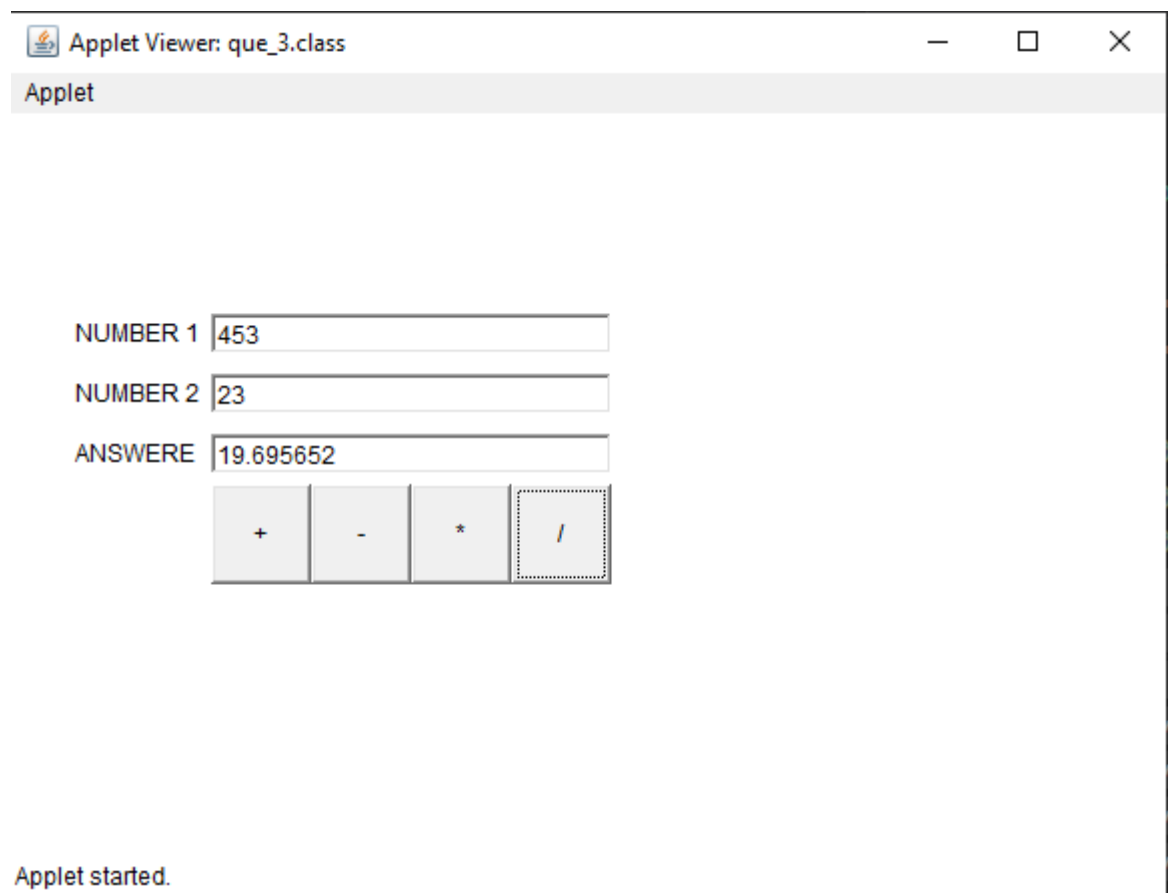 Applet Viewer: que_3.class
Applet
NUMBER 1 453
NUMBER 2 23
ANSWERE 19.695652
+ - * /
Applet started.